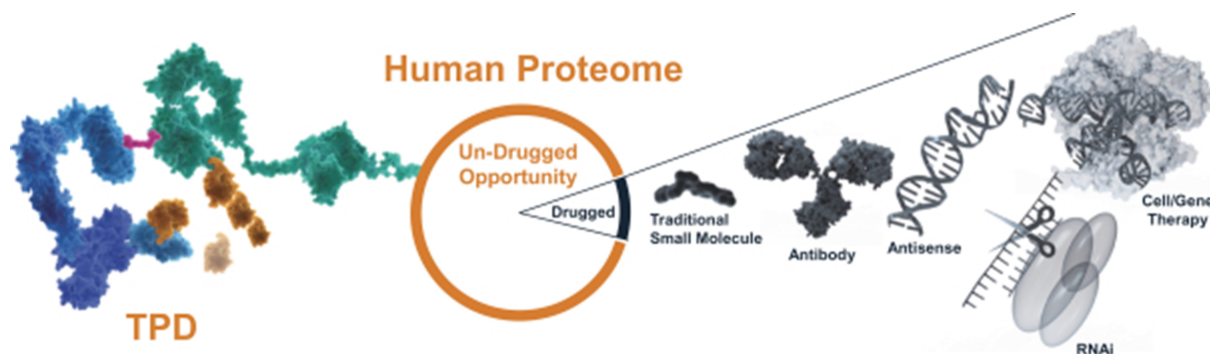 Human Proteome
Un-Drugged
Opportunity
Drugged
Traditional
Small Molecule
Antibody
Antisense
Cell/Gene
Therapy
RNAi
TPD